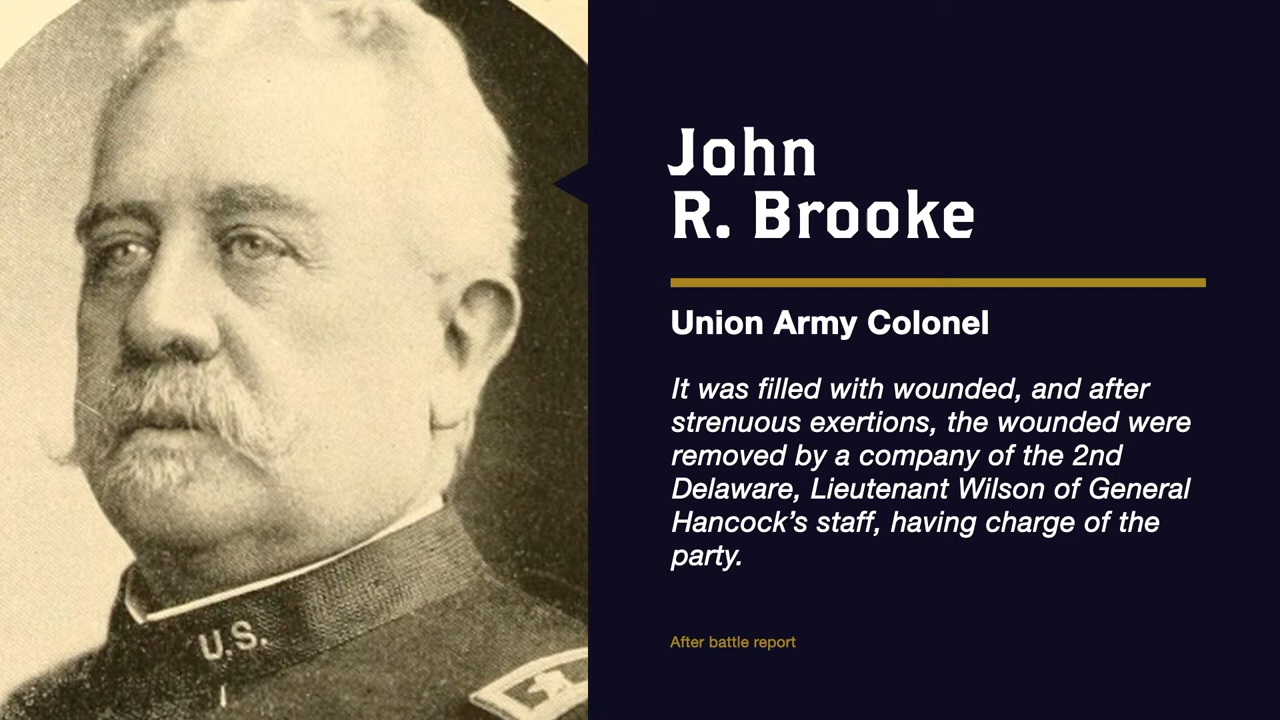 John
R. Brooke
Union Army Colonel
It was filled with wounded, and after
strenuous exertions, the wounded were
removed by a company of the 2nd
Delaware, Lieutenant Wilson of General
Hancock’s staff, having charge of the
party.
After battle report
U.S.